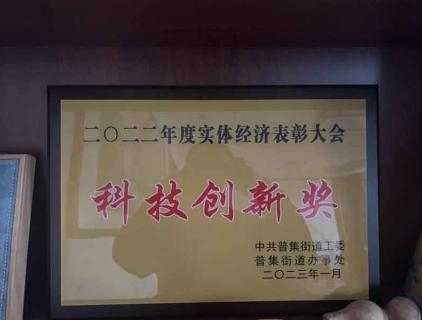 二〇二二年度实体经济表彰大会
科技创新奖
中共普集街道工委
普集街道办事处
二〇二三年一月